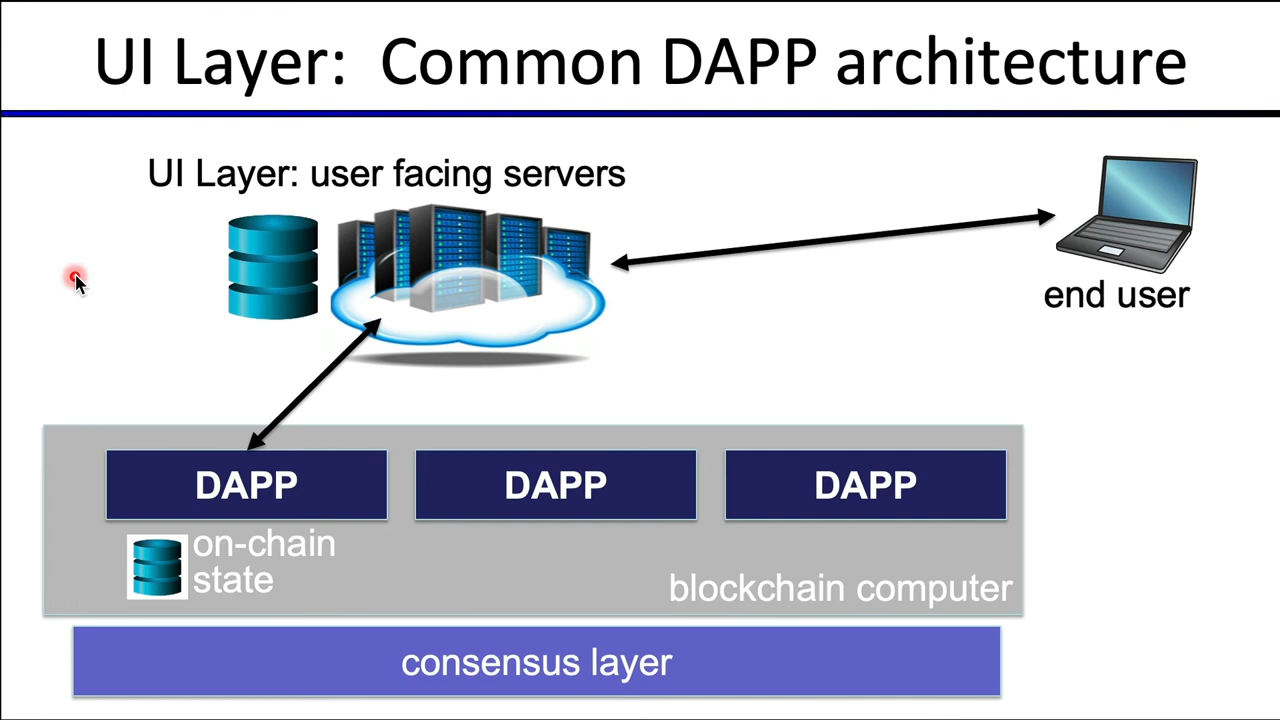 UI Layer:  Common DAPP architecture
UI Layer: user facing servers
end user
DAPP
DAPP
DAPP
on-chain
state
blockchain computer
consensus layer